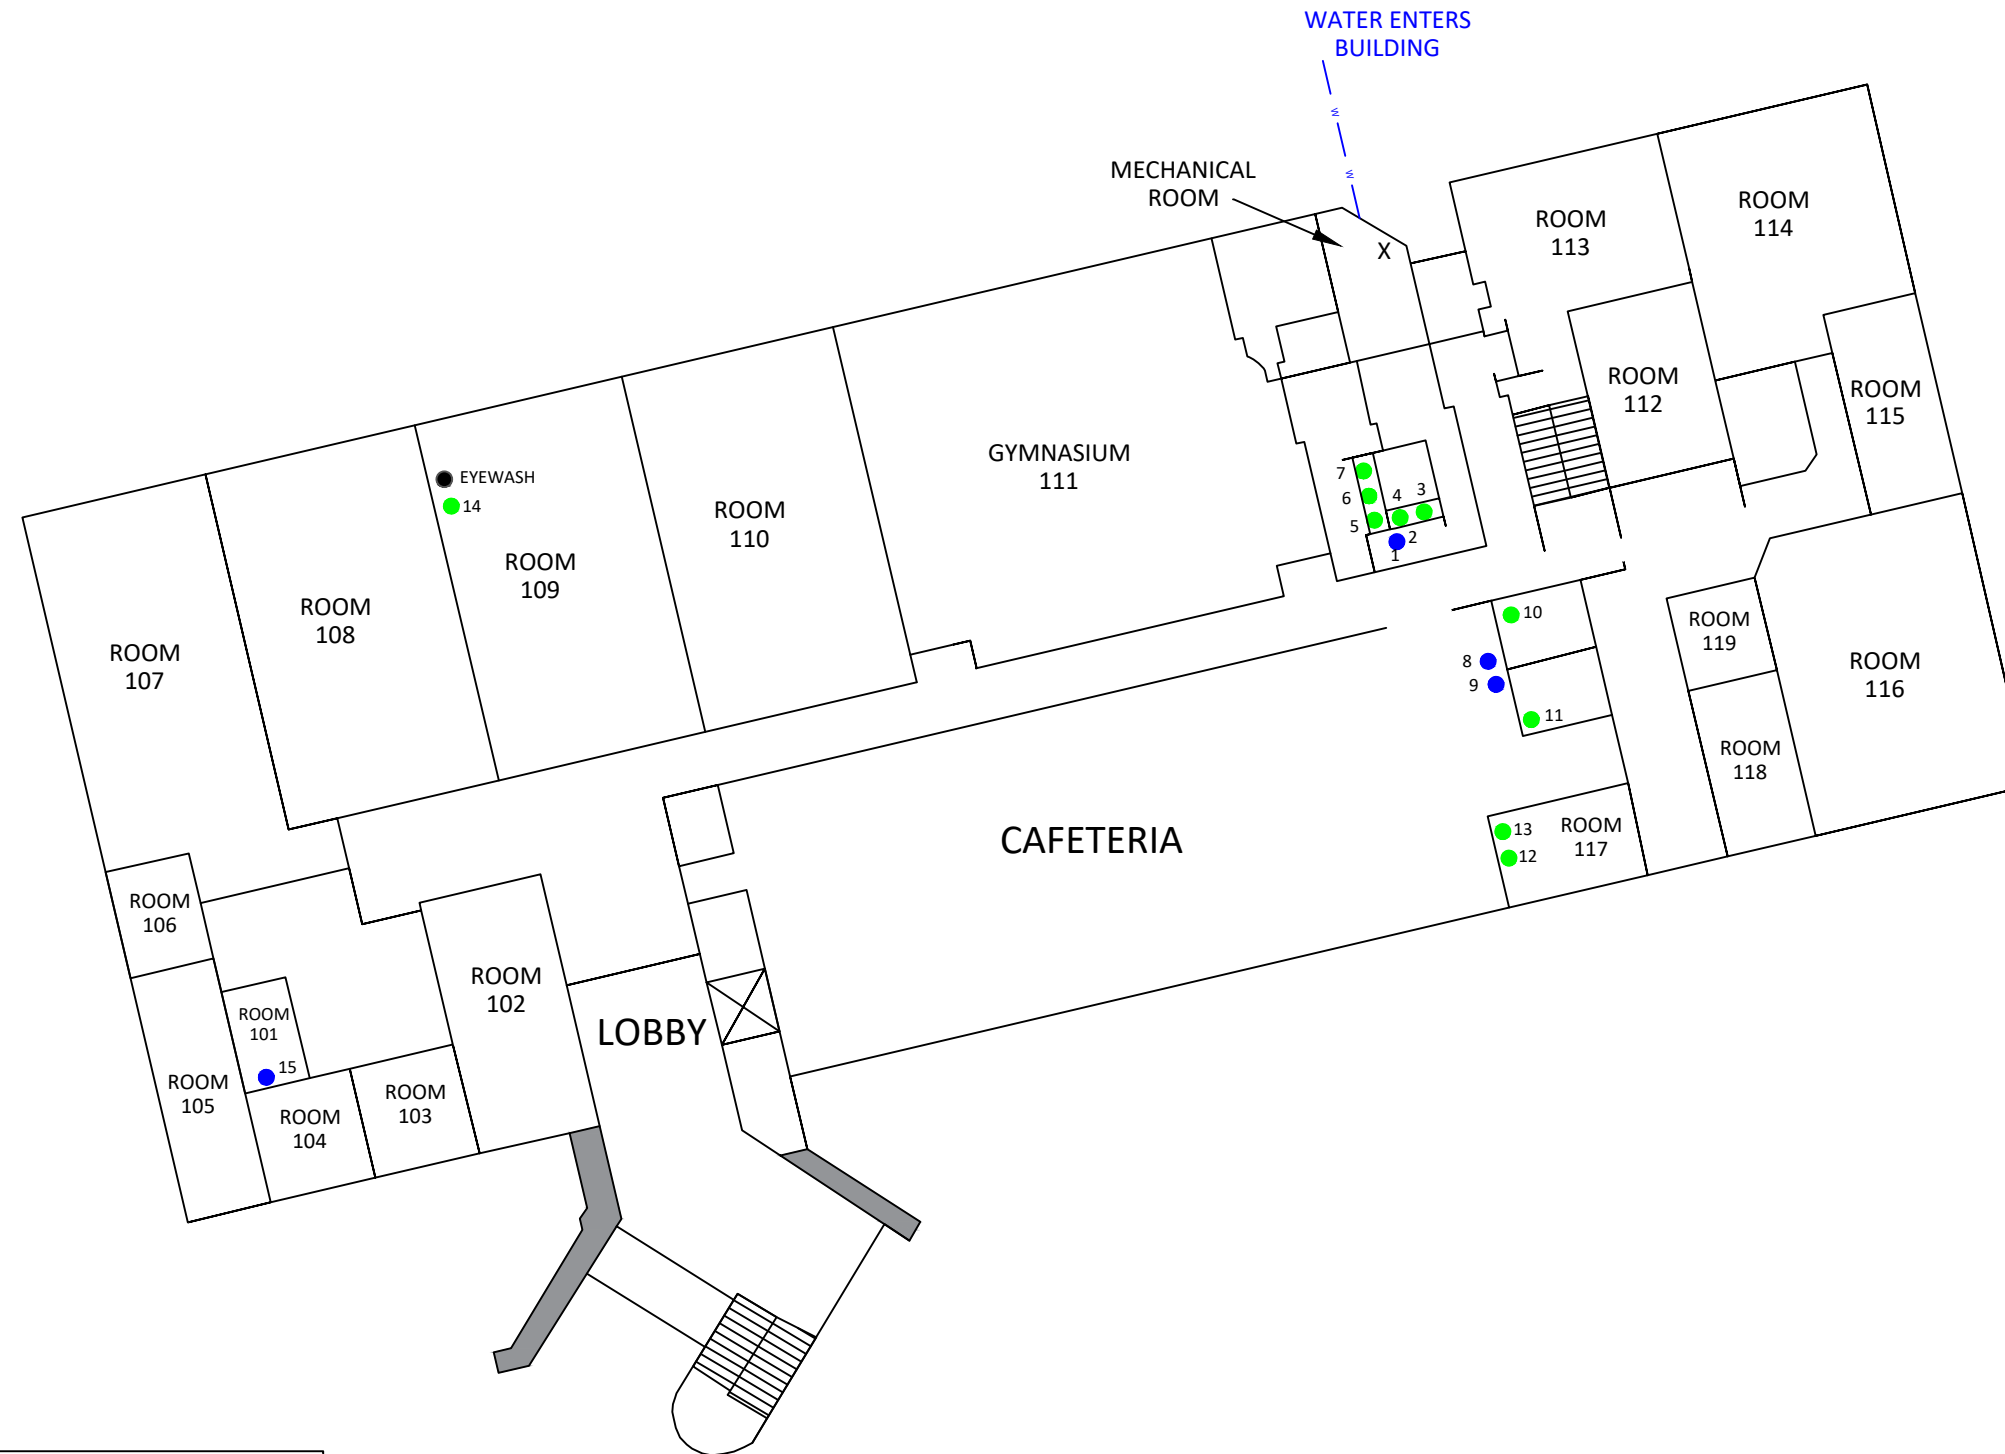 WATER ENTERS
BUILDING
W
W
MECHANICAL
ROOM
X
ROOM
113
ROOM
114
ROOM
112
ROOM
115
GYMNASIUM
111
7
6
5
4
3
2
1
EYEWASH
14
ROOM
109
ROOM
110
ROOM
108
ROOM
107
10
8
9
11
ROOM
119
ROOM
116
ROOM
118
13
12
ROOM
117
CAFETERIA
ROOM
106
ROOM
102
ROOM
101
15
LOBBY
ROOM
105
ROOM
104
ROOM
103